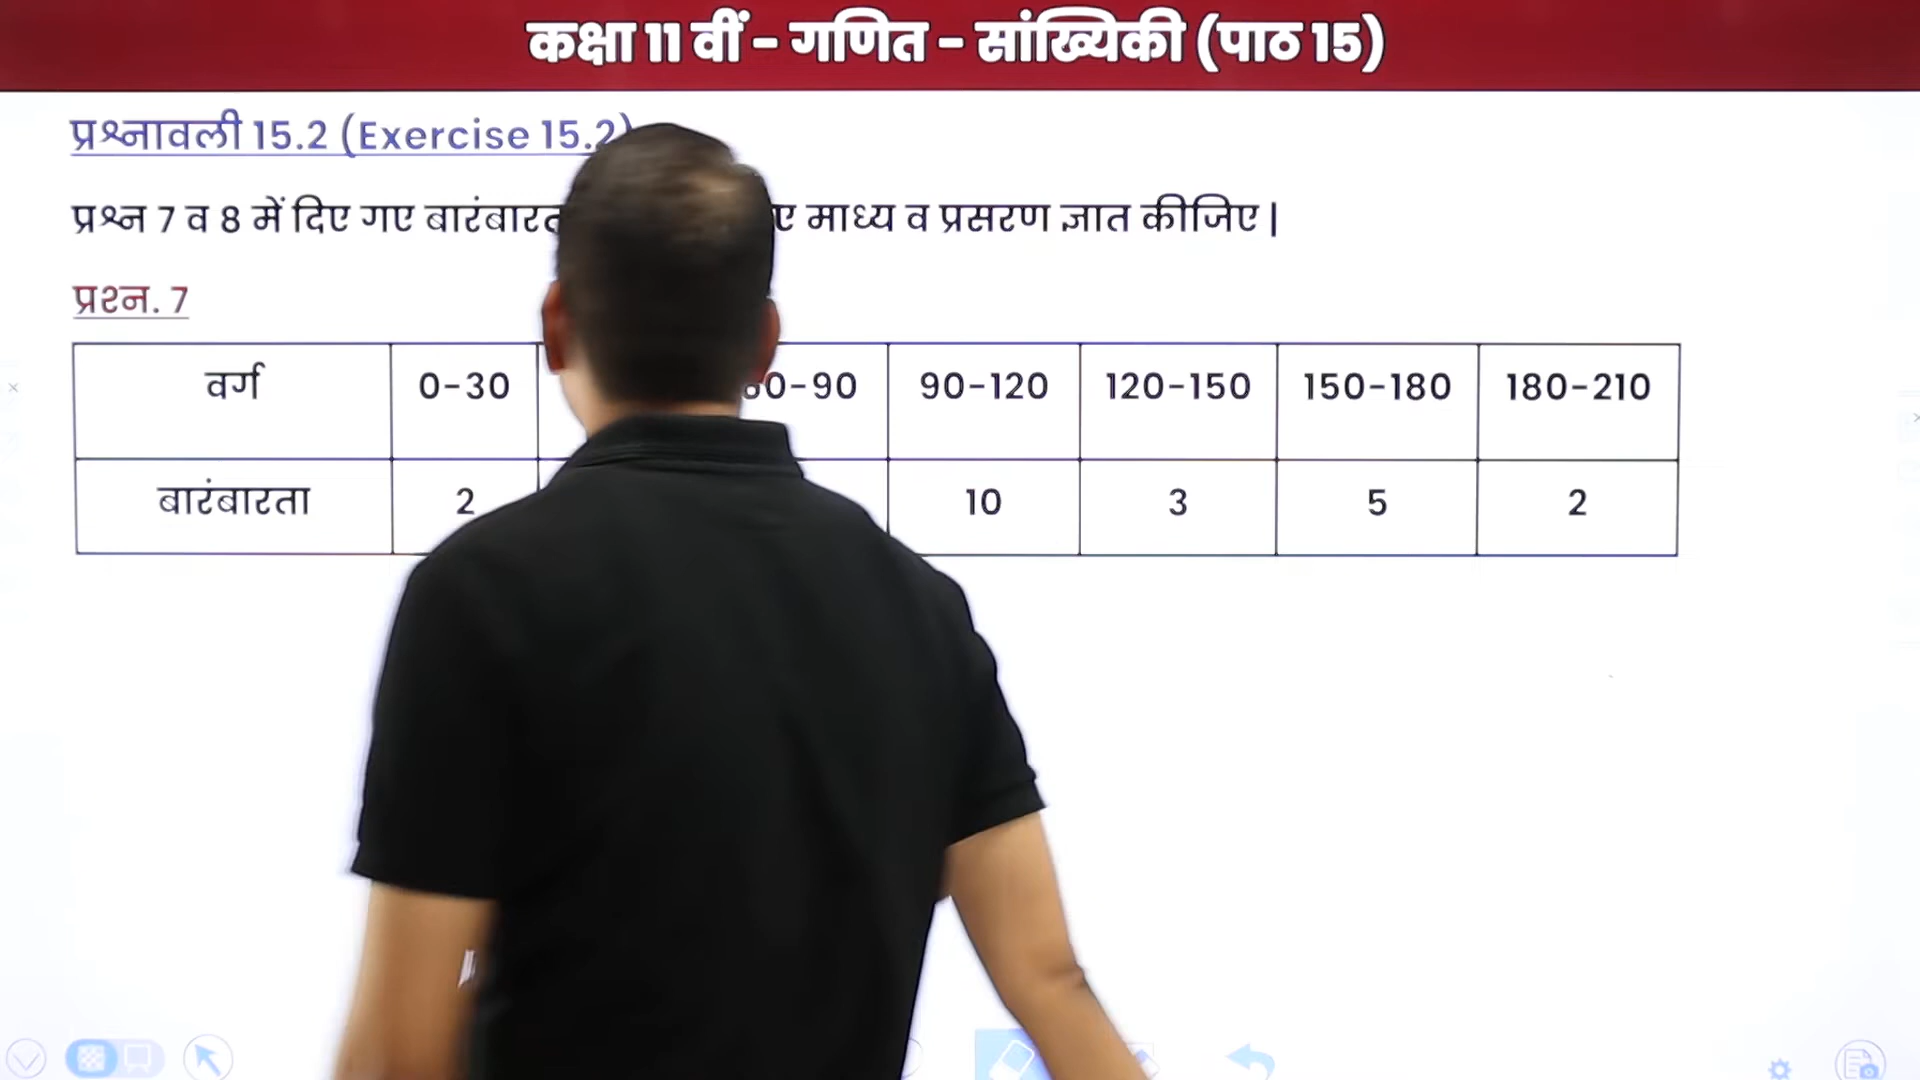 कक्षा 11 वीं - गणित - सांख्यिकी (पाठ 15)
प्रश्नावली 15.2 (Exercise 15.2)
प्रश्न 7 व 8 में दिए गए माध्य व प्रसरण ज्ञात कीजिए |
प्रश्न. 7
वर्ग 0-30 90-120 120-150 150-180 180-210
बारंबारता 2 10 3 5 2